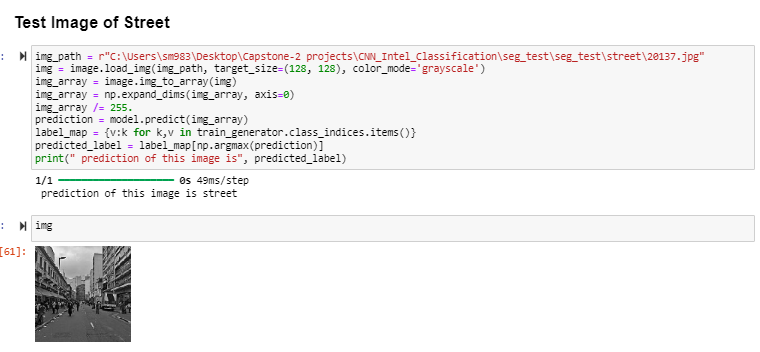 Test Image of Street
:
img_path = r"C:\Users\sm983\Desktop\Capstone-2 projects\CNN_Intel_Classification\seg_test\seg_test\street\20137.jpg"
img = image.load_img(img_path, target_size=(128, 128), color_mode='grayscale')
img_array = image.img_to_array(img)
img_array = np.expand_dims(img_array, axis=0)
img_array /= 255.
prediction = model.predict(img_array)
label_map = {v:k for k,v in train_generator.class_indices.items()}
predicted_label = label_map[np.argmax(prediction)]
print(" prediction of this image is", predicted_label)
1/1 ━━━━━━━━━━━━━━━━━━━━ 0s 49ms/step
prediction of this image is street
:
img
[61]: